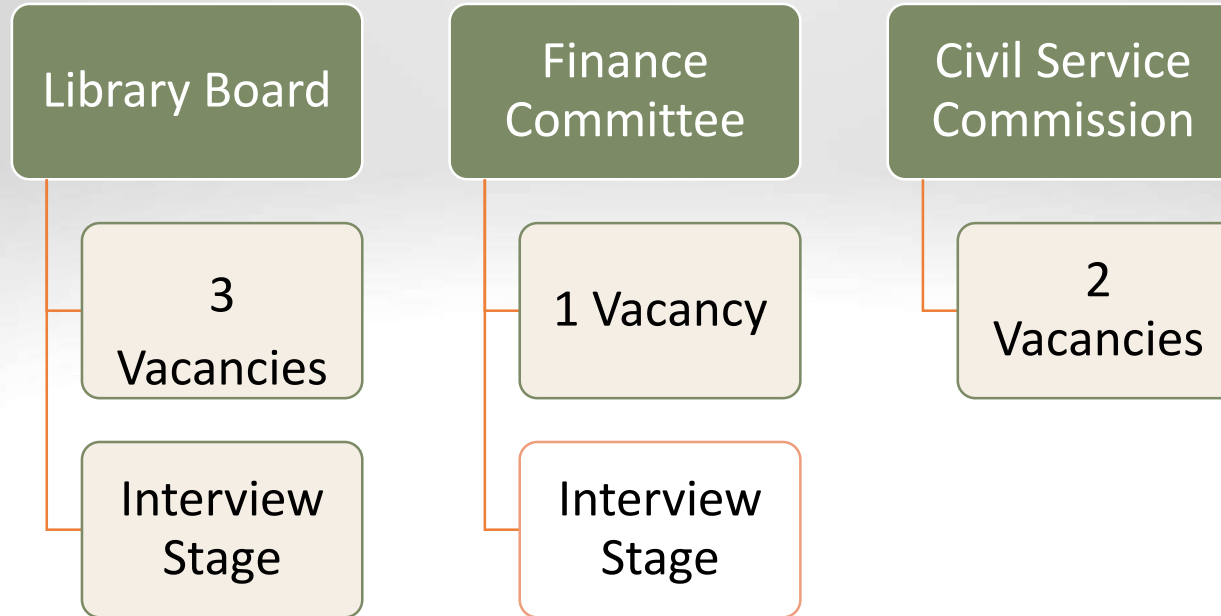 Library Board
3
Vacancies
Interview
Stage
Finance
Committee
1 Vacancy
Interview
Stage
Civil Service
Commission
2
Vacancies